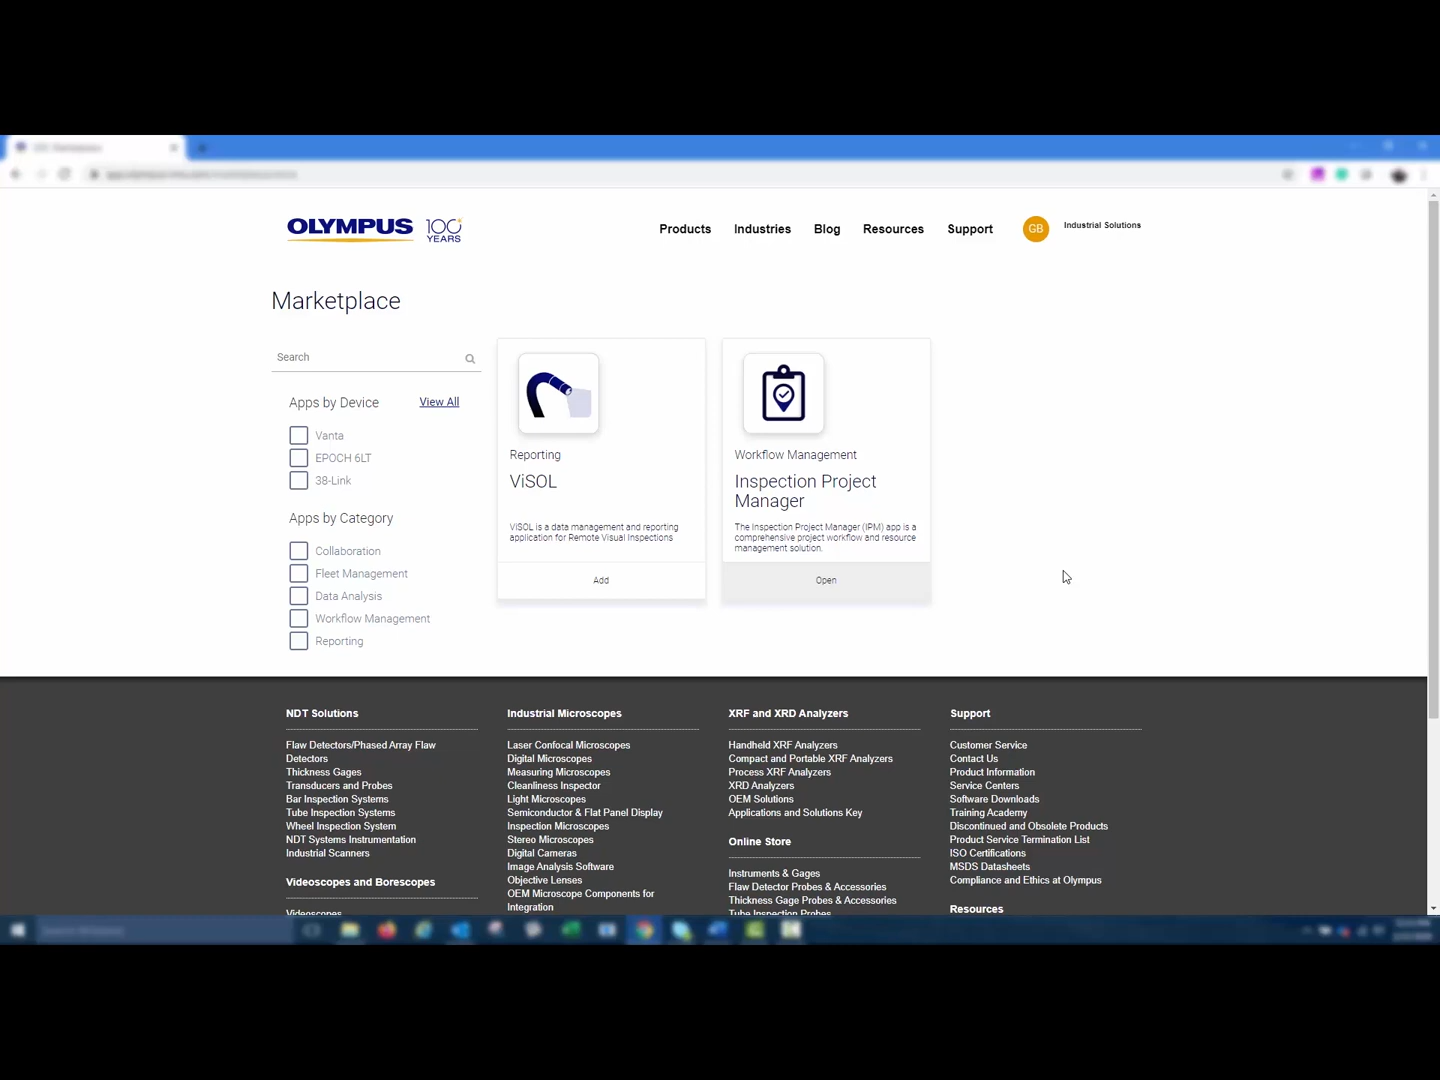 OLYMPUS 100 YEARS
Products Industries Blog Resources Support GB Industrial Solutions
Marketplace
Search
Apps by Device View All
Vanta
EPOCH 6LT
38-Link
Apps by Category
Collaboration
Fleet Management
Data Analysis
Workflow Management
Reporting
Reporting
ViSOL
ViSOL is a data management and reporting
application for Remote Visual Inspections
Add
Workflow Management
Inspection Project
Manager
The Inspection Project Manager (IPM) app is a
comprehensive project workflow and resource
management solution.
Open
NDT Solutions
Flaw Detectors/Phased Array Flaw
Detectors
Thickness Gages
Transducers and Probes
Bar Inspection Systems
Tube Inspection Systems
Wheel Inspection System
NDT Systems Instrumentation
Industrial Scanners
Videoscopes and Borescopes
Videoscopes
Industrial Microscopes
Laser Confocal Microscopes
Digital Microscopes
Measuring Microscopes
Cleanliness Inspector
Light Microscopes
Semiconductor & Flat Panel Display
Inspection Microscopes
Stereo Microscopes
Digital Cameras
Image Analysis Software
Objective Lenses
OEM Microscope Components for
Integration
XRF and XRD Analyzers
Handheld XRF Analyzers
Compact and Portable XRF Analyzers
Process XRF Analyzers
XRD Analyzers
OEM Solutions
Applications and Solutions Key
Online Store
Instruments & Gages
Flaw Detector Probes & Accessories
Thickness Gage Probes & Accessories
Tube Inspection Probes
Support
Customer Service
Contact Us
Product Information
Service Centers
Software Downloads
Training Academy
Discontinued and Obsolete Products
Product Service Termination List
ISO Certifications
MSDS Datasheets
Compliance and Ethics at Olympus
Resources